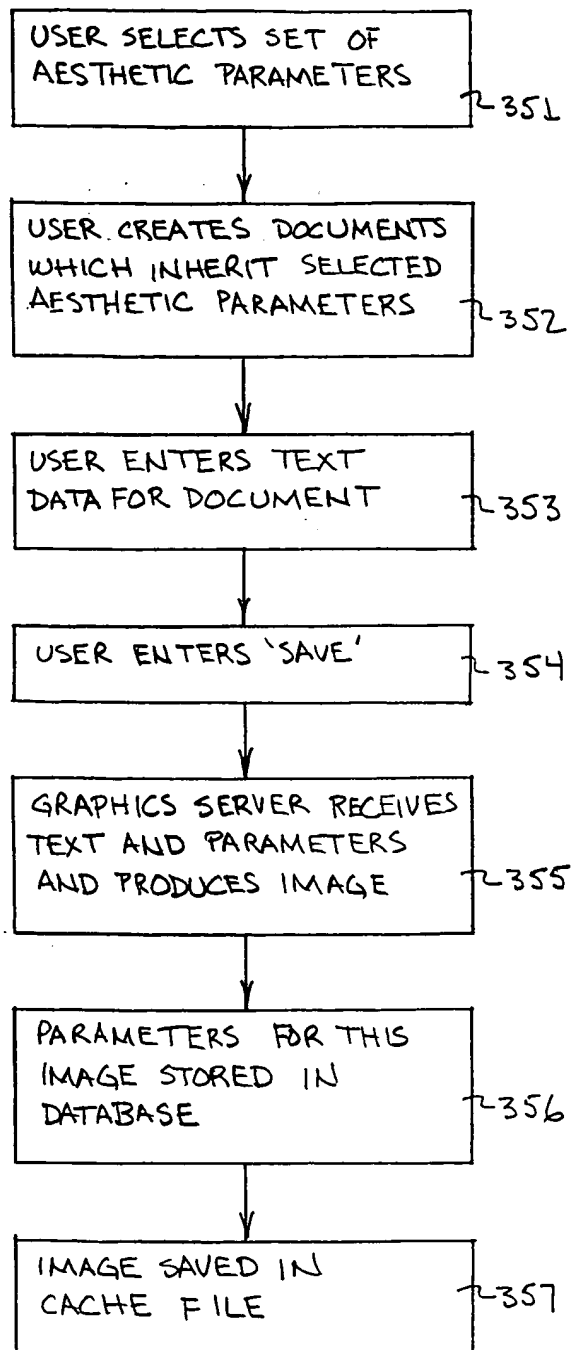 USER SELECTS SET OF
AESTHETIC PARAMETERS
351
USER CREATES DOCUMENTS
WHICH INHERIT SELECTED
AESTHETIC PARAMETERS
352
USER ENTERS TEXT
DATA FOR DOCUMENT
353
USER ENTERS 'SAVE'
354
GRAPHICS SERVER RECEIVES
TEXT AND PARAMETERS
AND PRODUCES IMAGE
355
PARAMETERS FOR THIS
IMAGE STORED IN
DATABASE
356
IMAGE SAVED IN
CACHE FILE
357